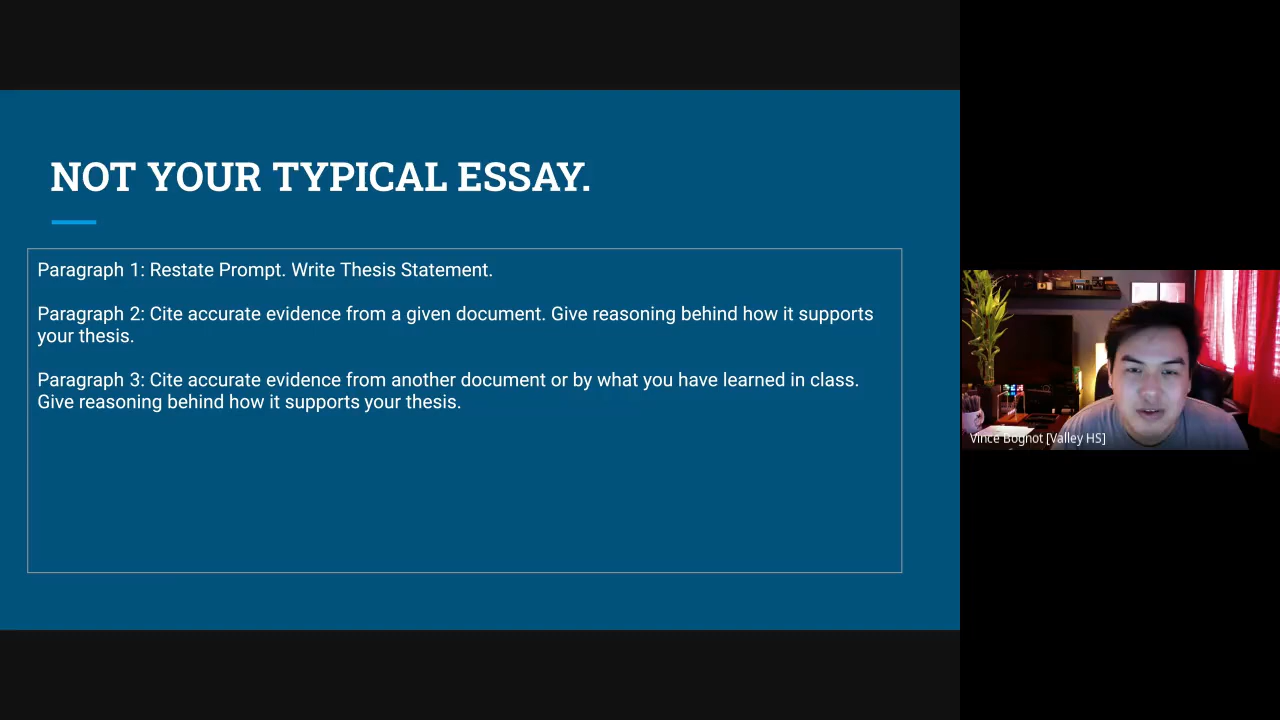 NOT YOUR TYPICAL ESSAY.
Paragraph 1: Restate Prompt. Write Thesis Statement.
Paragraph 2: Cite accurate evidence from a given document. Give reasoning behind how it supports
your thesis.
Paragraph 3: Cite accurate evidence from another document or by what you have learned in class.
Give reasoning behind how it supports your thesis.
Vince Bognot [Valley HS]